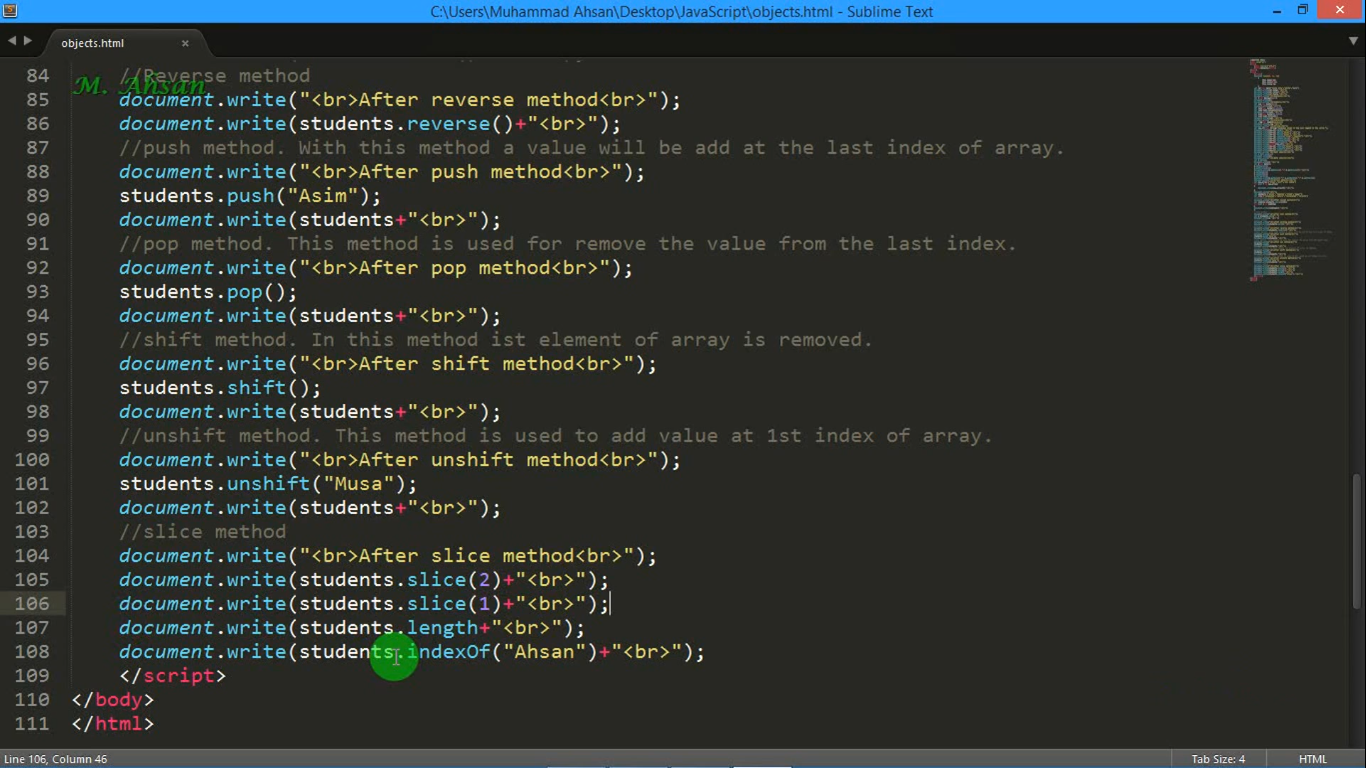 C:\Users\Muhammad Ahsan\Desktop\JavaScript\objects.html - Sublime Text
objects.html ×
84 //Reverse method
M. Ahsan
85 document.write("<br>After reverse method<br>");
86 document.write(students.reverse()+"<br>");
87 //push method. With this method a value will be add at the last index of array.
88 document.write("<br>After push method<br>");
89 students.push("Asim");
90 document.write(students+"<br>");
91 //pop method. This method is used for remove the value from the last index.
92 document.write("<br>After pop method<br>");
93 students.pop();
94 document.write(students+"<br>");
95 //shift method. In this method ist element of array is removed.
96 document.write("<br>After shift method<br>");
97 students.shift();
98 document.write(students+"<br>");
99 //unshift method. This method is used to add value at 1st index of array.
100 document.write("<br>After unshift method<br>");
101 students.unshift("Musa");
102 document.write(students+"<br>");
103 //slice method
104 document.write("<br>After slice method<br>");
105 document.write(students.slice(2)+"<br>");
106 document.write(students.slice(1)+"<br>");
107 document.write(students.length+"<br>");
108 document.write(students.indexOf("Ahsan")+"<br>");
109 </script>
110 </body>
111 </html>
Line 106, Column 46 Tab Size: 4 HTML